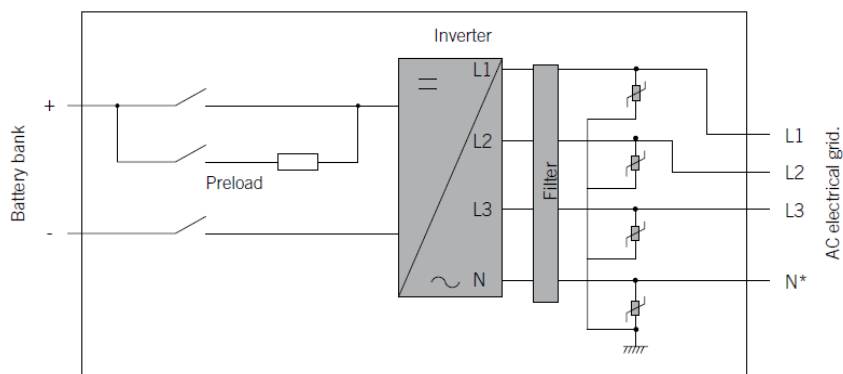 Inverter
+
-
Battery bank
Preload
L1
L2
L3
N
Filter
L1
L2
L3
N*
AC electrical grid.